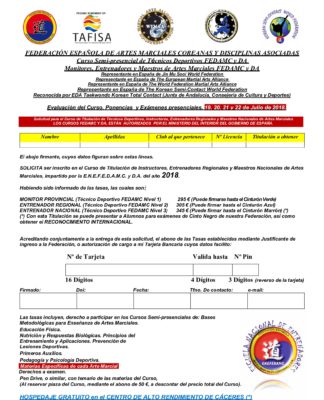 TAFISA
FEDERACIÓN ESPAÑOLA DE ARTES MARCIALES COREANAS Y DISCIPLINAS ASOCIADAS
Curso Semi-presencial de Técnicos Deportivos FEDAMC y DA
Monitores, Entrenadores y Maestros de Artes Marciales FEDAMC y DA
Representante en España de Jin Mu Sool World Federation
Representante en España de The European Martial Arts Alliance
Representante en España de European Martial Arts Alliance
Representante en España de The Korean Semi Contact World Federation
Reconocida por EDA Taekwondo Korean Total Contact (Junta de Andalucía, Consejería de Cultura y Deportes)
Evaluación del Curso, Ponencias y Exámenes presenciales, 19, 20, 21 y 22 de Julio de 2018.
Solicitud para el Curso de Titulación de Técnicos Deportivos, Instructores, Entrenadores Regionales y Maestros Nacionales de Artes Marciales.
LOS CURSOS FEDAMC Y DA, ESTÁN AUTORIZADOS POR EL MINISTERIO DEL INTERIOR DEL GOBIERNO DE ESPAÑA.
Nombre Apellidos Club al que pertenece Nº Licencia Titulación a obtener
El abajo firmante, cuyos datos figuran sobre estas líneas.
SOLICITA ser inscrito en el Curso de Titulación de Instructores, Entrenadores Regionales y Maestros Nacionales de Artes
Marciales, impartido por la E.N.E.F.E.D.A.M.C. y D.A. del año 2018.
Habiendo sido informado de las tasas, las cuales son:
MONITOR PROVINCIAL (Técnico Deportivo FEDAMC Nivel 1) 295 € (Puede firmarse hasta el Cinturón Verde)
ENTRENADOR REGIONAL (Técnico Deportivo FEDAMC Nivel 2) 305 € (Puede firmar hasta el Cinturón Azul)
ENTRENADOR NACIONAL (Técnico Deportivo FEDAMC Nivel 3) 345 € (Puede firmar hasta el Cinturón Marrón) (*)
(*) Con esta Titulación se puede presentar a Alumnos para exámenes de Cinto Negro de nuestra Federación, así como
obtener el RECONOCIMIENTO INTERNACIONAL.
Acreditando conjuntamente a la entrega de esta solicitud, el abono de las Tasas establecidas mediante Justificante de
ingreso a la Federación, o autorización de cargo a mi Tarjeta Bancaria cuyos datos facilito:
Nº de Tarjeta Valida hasta Nº Pin
16 Dígitos 4 Dígitos 3 Dígitos (reverso de la tarjeta)
Firmado: Dni: Fecha: Tfno. De contacto: e-mail:
Las tasas incluyen, derecho a participar en los Cursos Semi-presenciales de: Bases
Metodológicas para Enseñanza de Artes Marciales.
Educación Física.
Nutrición y Respuestas Biológicas. Principios del
Entrenamiento y Aplicaciones. Prevención de
Lesiones Deportivas.
Primeros Auxilios.
Pedagogía y Psicología Deportiva.
Materias Específicas de cada Arte Marcial
Derechos a examen.
Pen Drive, o similar, con temario de las materias del Curso,
(Al reservar plaza del Curso, mediante el abono de 50 €, a descontar del precio total del Curso).
HOSPEDAJE GRATUITO en el CENTRO DE ALTO RENDIMIENTO DE CÁCERES (*)